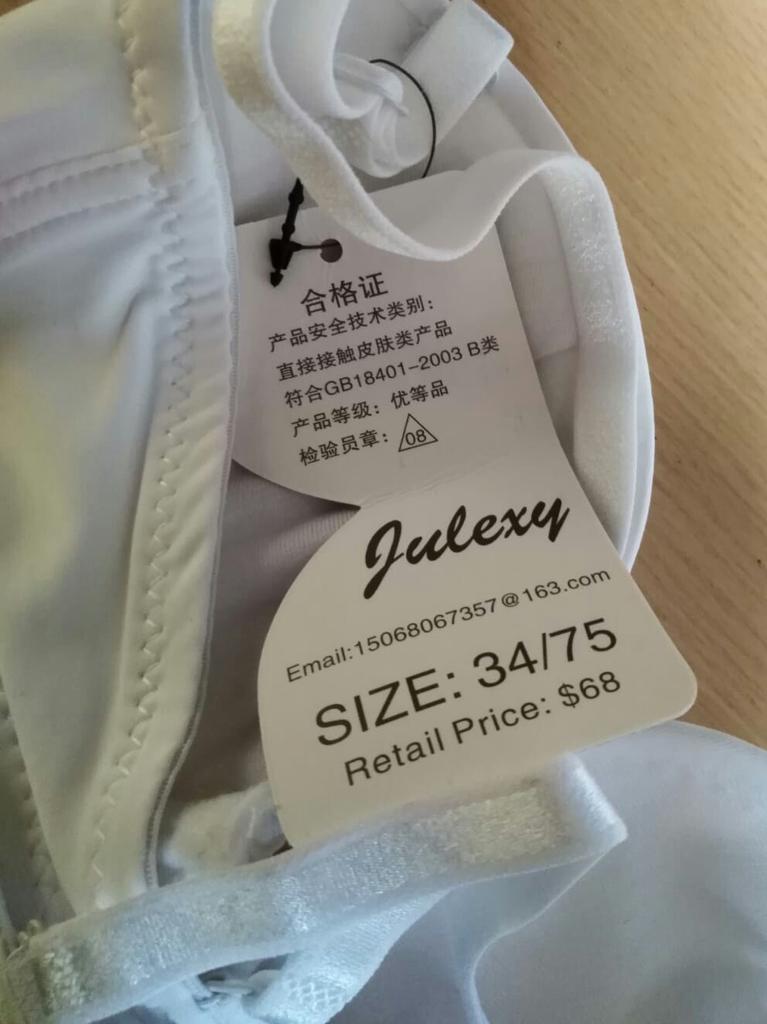 合格证
产品安全技术类别：
直接接触皮肤类产品
符合GB18401-2003 B类
产品等级：优等品
检验员章：08
Julexy
Email:15068067357@163.com
SIZE: 34/75
Retail Price: $68